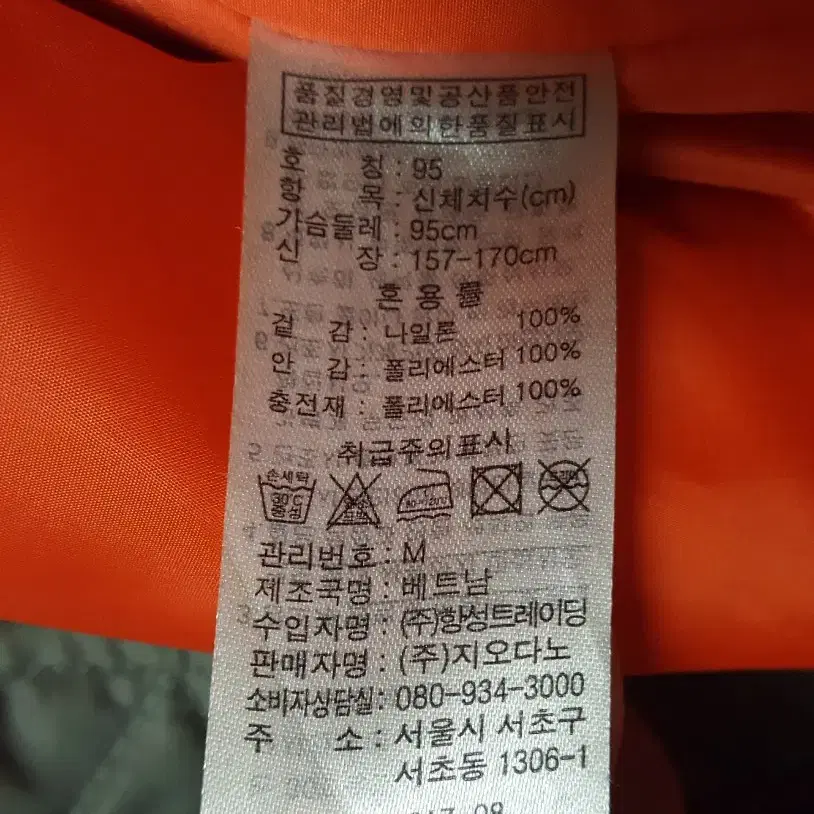 품질경영및공산품안전
관리법에의한품질표시
호 칭 : 95
항 목 : 신체치수(cm)
가슴둘레 : 95cm
신 장 : 157-170cm
혼 용 률
겉 감 : 나일론 100%
안 감 : 폴리에스터 100%
충전재 : 폴리에스터 100%
취급주의표시
손세탁
30℃
중성
관리번호 : M
제조국명 : 베트남
수입자명 : (주)항성트레이딩
판매자명 : (주)지오다노
소비자상담실: 080-934-3000
주 소 : 서울시 서초구
서초동 1306-1